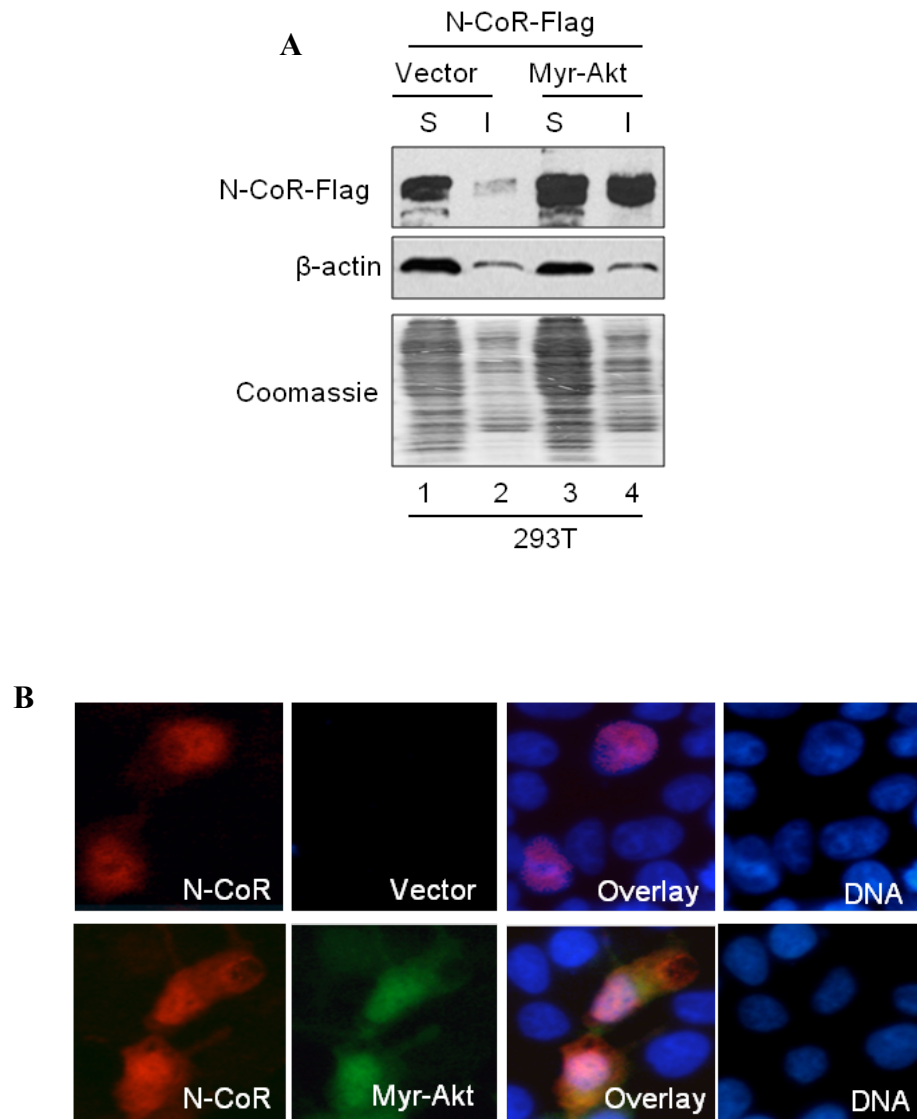 A
N-CoR-Flag
Vector Myr-Akt
S I S I
N-CoR-Flag
β-actin
Coomassie
1 2 3 4
293T
B
N-CoR Vector Overlay DNA
N-CoR Myr-Akt Overlay DNA